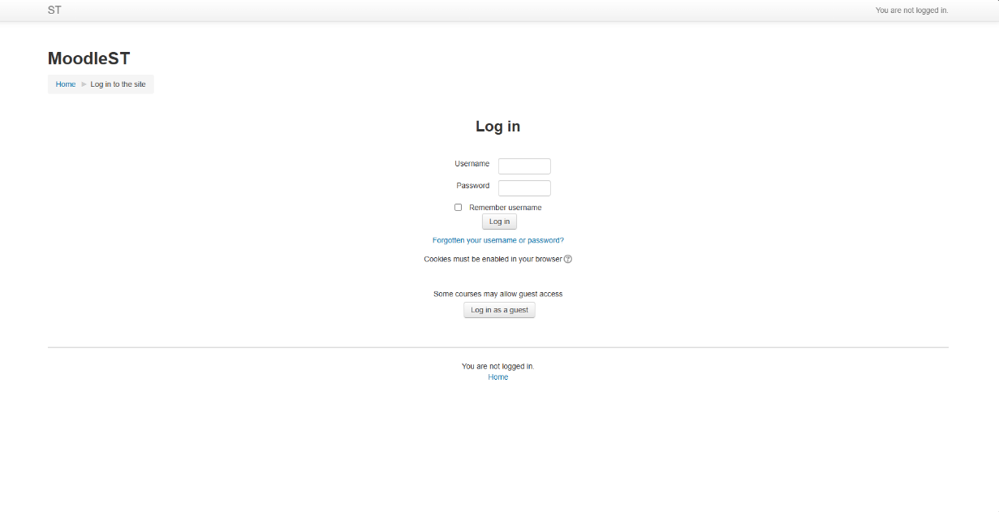 ST
You are not logged in.
MoodleST
Home ▶ Log in to the site
Log in
Username
Password
Remember username
Log in
Forgotten your username or password?
Cookies must be enabled in your browser
Some courses may allow guest access
Log in as a guest
You are not logged in.
Home